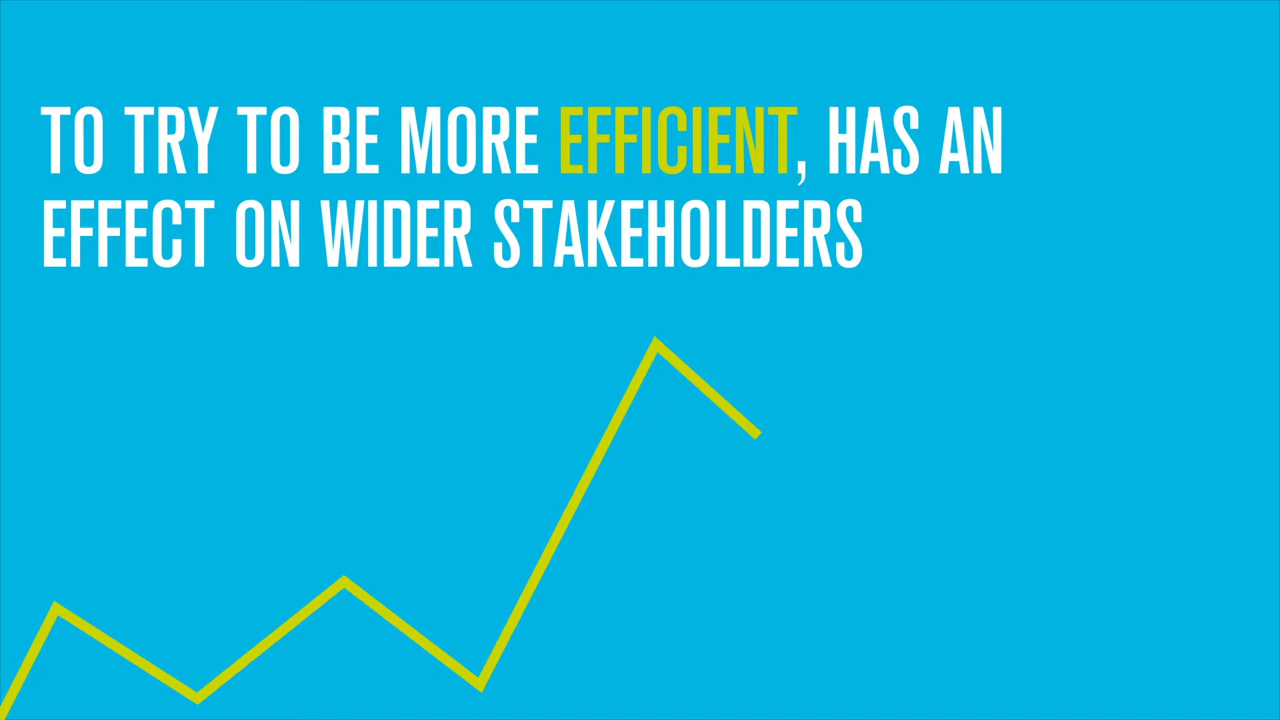 TO TRY TO BE MORE EFFICIENT, HAS AN
EFFECT ON WIDER STAKEHOLDERS